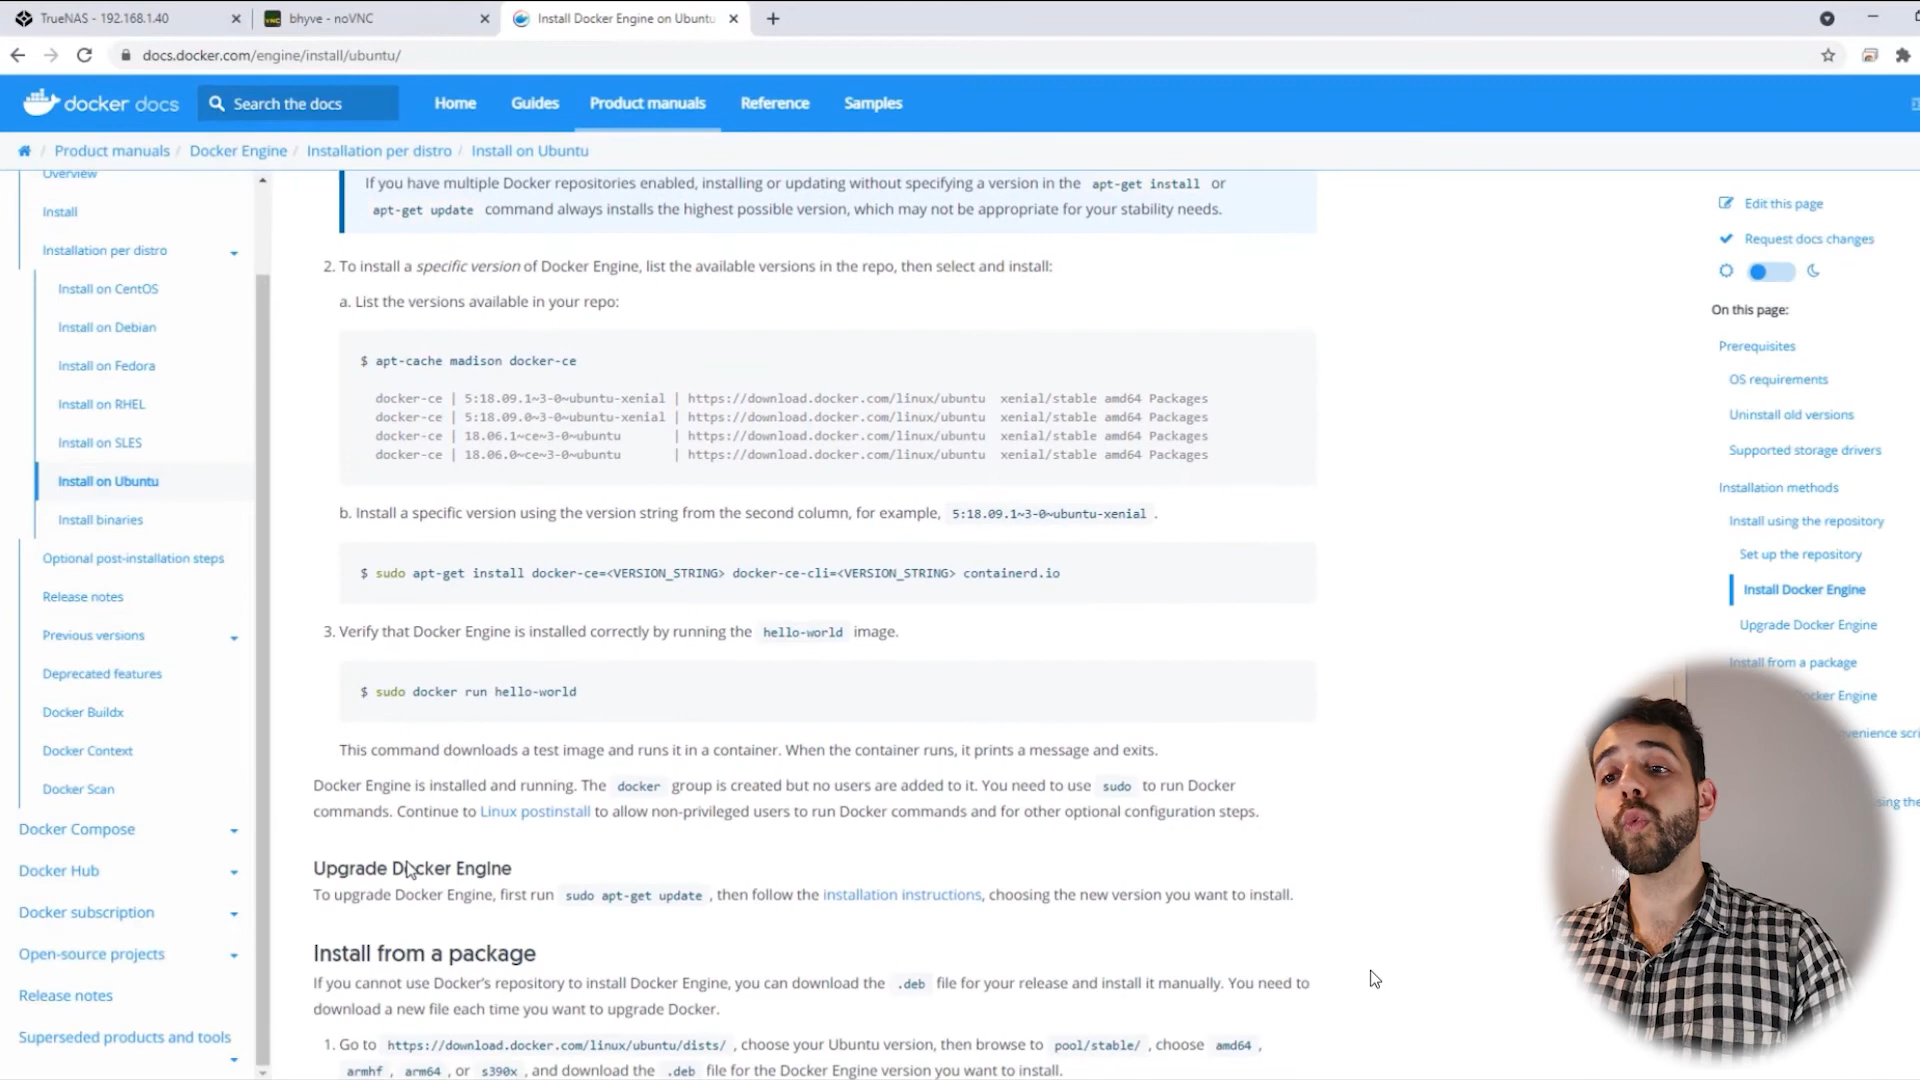 TrueNAS - 192.168.1.40
bhyve - noVNC
Install Docker Engine on Ubuntu
docs.docker.com/engine/install/ubuntu/
docker docs
Search the docs
Home
Guides
Product manuals
Reference
Samples
/ Product manuals / Docker Engine / Installation per distro / Install on Ubuntu
Overview
Install
Installation per distro
Install on CentOS
Install on Debian
Install on Fedora
Install on RHEL
Install on SLES
Install on Ubuntu
Install binaries
Optional post-installation steps
Release notes
Previous versions
Deprecated features
Docker Buildx
Docker Context
Docker Scan
Docker Compose
Docker Hub
Docker subscription
Open-source projects
Release notes
Superseded products and tools
If you have multiple Docker repositories enabled, installing or updating without specifying a version in the apt-get install or
apt-get update command always installs the highest possible version, which may not be appropriate for your stability needs.
2. To install a specific version of Docker Engine, list the available versions in the repo, then select and install:
a. List the versions available in your repo:
$ apt-cache madison docker-ce
docker-ce | 5:18.09.1~3-0~ubuntu-xenial | https://download.docker.com/linux/ubuntu xenial/stable amd64 Packages
docker-ce | 5:18.09.0~3-0~ubuntu-xenial | https://download.docker.com/linux/ubuntu xenial/stable amd64 Packages
docker-ce | 18.06.1~ce~3-0~ubuntu | https://download.docker.com/linux/ubuntu xenial/stable amd64 Packages
docker-ce | 18.06.0~ce~3-0~ubuntu | https://download.docker.com/linux/ubuntu xenial/stable amd64 Packages
b. Install a specific version using the version string from the second column, for example, 5:18.09.1~3-0~ubuntu-xenial .
$ sudo apt-get install docker-ce=<VERSION_STRING> docker-ce-cli=<VERSION_STRING> containerd.io
3. Verify that Docker Engine is installed correctly by running the hello-world image.
$ sudo docker run hello-world
This command downloads a test image and runs it in a container. When the container runs, it prints a message and exits.
Docker Engine is installed and running. The docker group is created but no users are added to it. You need to use sudo to run Docker
commands. Continue to Linux postinstall to allow non-privileged users to run Docker commands and for other optional configuration steps.
Upgrade Docker Engine
To upgrade Docker Engine, first run sudo apt-get update , then follow the installation instructions, choosing the new version you want to install.
Install from a package
If you cannot use Docker's repository to install Docker Engine, you can download the .deb file for your release and install it manually. You need to
download a new file each time you want to upgrade Docker.
1. Go to https://download.docker.com/linux/ubuntu/dists/ , choose your Ubuntu version, then browse to pool/stable/ , choose amd64 ,
armhf , arm64 , or s390x , and download the .deb file for the Docker Engine version you want to install.
Edit this page
Request docs changes
On this page:
Prerequisites
OS requirements
Uninstall old versions
Supported storage drivers
Installation methods
Install using the repository
Set up the repository
Install Docker Engine
Upgrade Docker Engine
Install from a package
cker Engine
venience scri
sing the